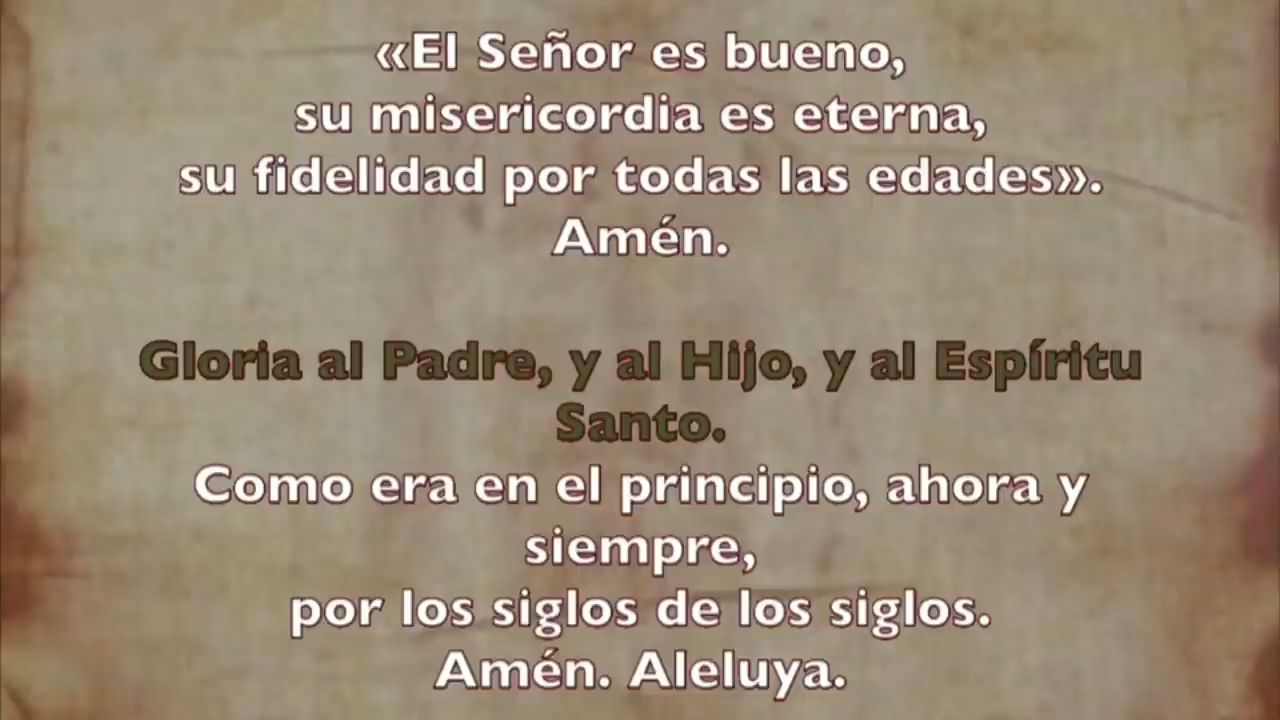 «El Señor es bueno,
su misericordia es eterna,
su fidelidad por todas las edades».
Amén.
Gloria al Padre, y al Hijo, y al Espíritu
Santo.
Como era en el principio, ahora y
siempre,
por los siglos de los siglos.
Amén. Aleluya.